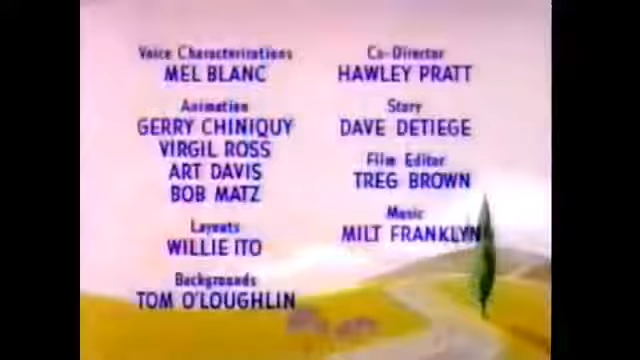 Voice Characterizations
MEL BLANC
Animation
GERRY CHINIQUY
VIRGIL ROSS
ART DAVIS
BOB MATZ
Layouts
WILLIE ITO
Backgrounds
TOM O'LOUGHLIN
Co-Director
HAWLEY PRATT
Story
DAVE DETIEGE
Film Editor
TREG BROWN
Music
MILT FRANKLYN